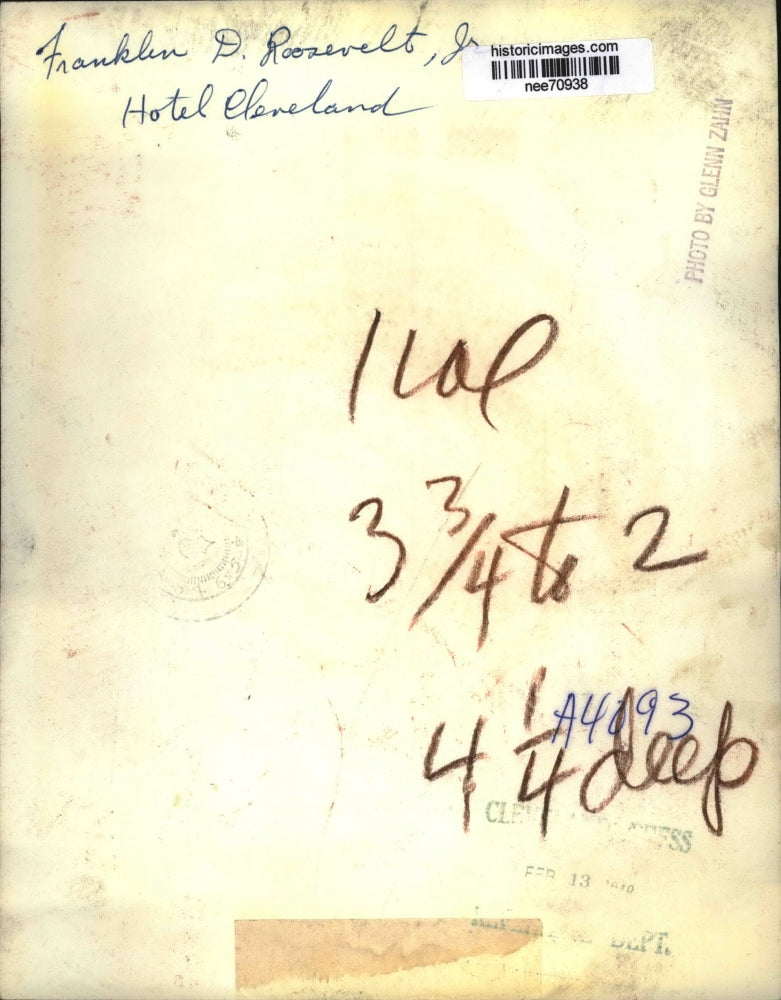 Franklin D. Roosevelt, Jr
Hotel Cleveland
historicimages.com
nee70938
PHOTO BY GLENN ZAHN
1 Col
3 3/4 to 2
A4093
4 1/4 deep
FEB 13
DEPT.